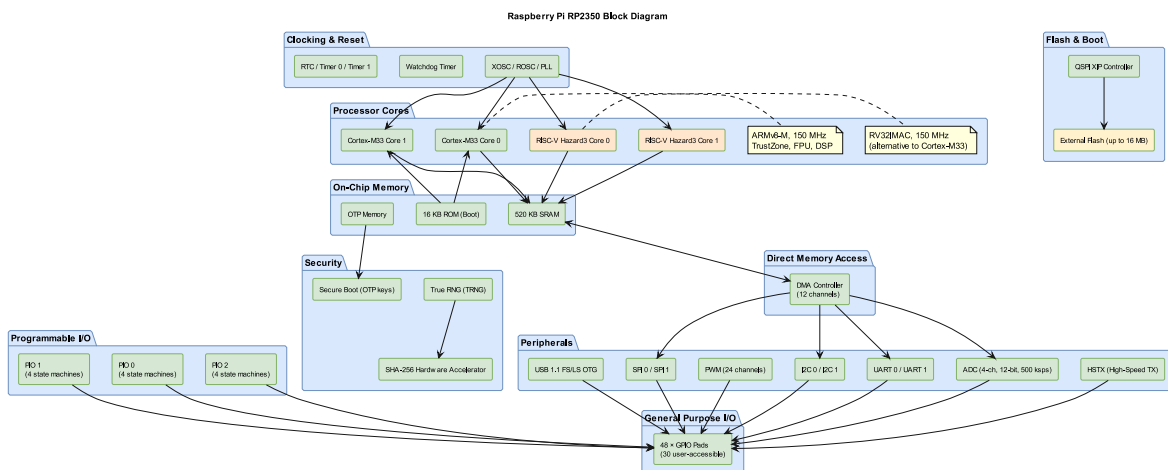 Raspberry Pi RP2350 Block Diagram
Clocking & Reset
RTC / Timer 0 / Timer 1
Watchdog Timer
XOSC / ROSC / PLL
Flash & Boot
QSPI XIP Controller
External Flash (up to 16 MB)
Processor Cores
Cortex-M33 Core 1
Cortex-M33 Core 0
RISC-V Hazard3 Core 0
RISC-V Hazard3 Core 1
ARMv8-M, 150 MHz
TrustZone, FPU, DSP
RV32IMAC, 150 MHz
(alternative to Cortex-M33)
On-Chip Memory
OTP Memory
16 KB ROM (Boot)
520 KB SRAM
Security
Secure Boot (OTP keys)
True RNG (TRNG)
SHA-256 Hardware Accelerator
Direct Memory Access
DMA Controller
(12 channels)
Programmable I/O
PIO 1
(4 state machines)
PIO 0
(4 state machines)
PIO 2
(4 state machines)
Peripherals
USB 1.1 FS/LS OTG
SPI 0 / SPI 1
PWM (24 channels)
I2C 0 / I2C 1
UART 0 / UART 1
ADC (4-ch, 12-bit, 500 ksps)
HSTX (High-Speed TX)
General Purpose I/O
48 × GPIO Pads
(30 user-accessible)